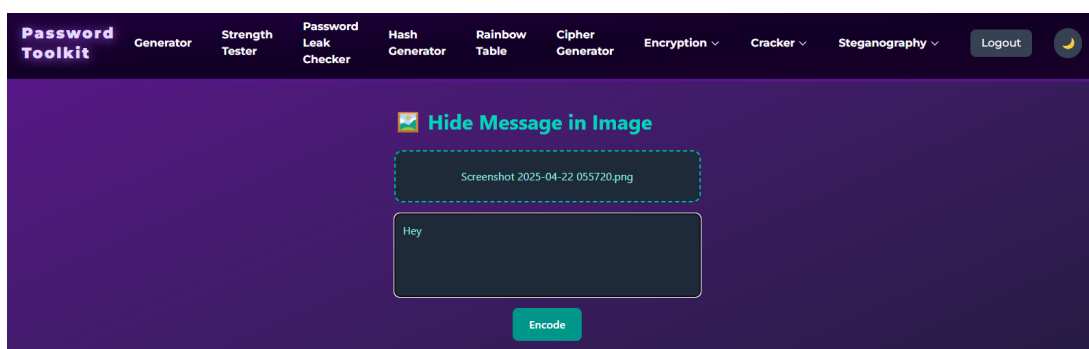 Password
Toolkit
Generator
Strength
Tester
Password
Leak
Checker
Hash
Generator
Rainbow
Table
Cipher
Generator
Encryption
Cracker
Steganography
Logout
Hide Message in Image
Screenshot 2025-04-22 055720.png
Hey
Encode